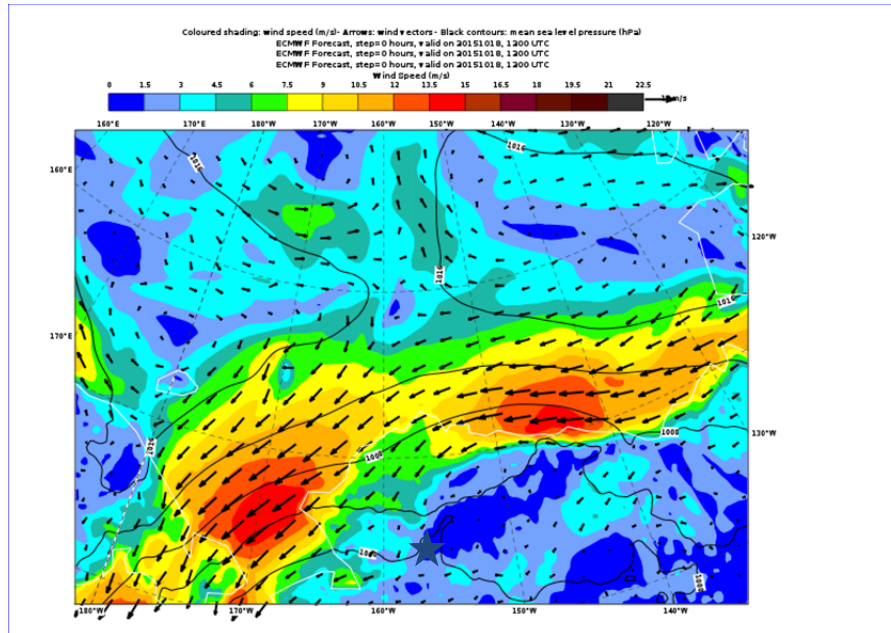 Coloured shading: wind speed (m/s)- Arrows: wind vectors - Black contours: mean sea level pressure (hPa)
ECMWF Forecast, step=0 hours, valid on 20151018, 1200 UTC
ECMWF Forecast, step=0 hours, valid on 20151018, 1200 UTC
ECMWF Forecast, step=0 hours, valid on 20151018, 1200 UTC
Wind Speed (m/s)
0 1.5 3 4.5 6 7.5 9 10.5 12 13.5 15 16.5 18 19.5 21 22.5
m/s
160°E 170°E 180°W 170°W 160°W 150°W 140°W 130°W 120°W
1016
1016
160°E
120°W
1016
1016
170°E
130°W
1008
1008
180°W 170°W 160°W 150°W 140°W